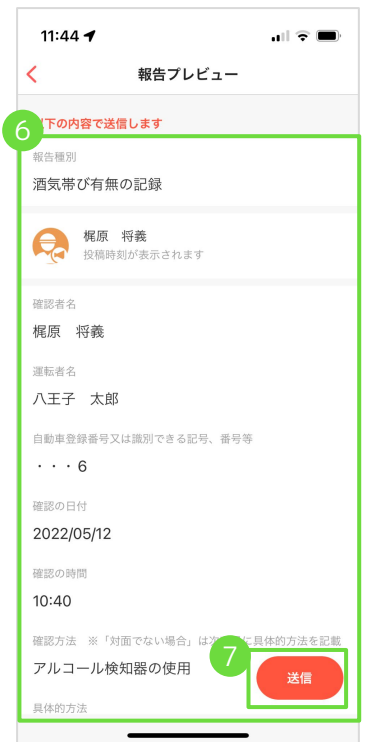 11:44
報告プレビュー
下の内容で送信します
6
報告種別
酒気帯び有無の記録
梶原 将義
投稿時刻が表示されます
確認者名
梶原 将義
運転者名
八王子 太郎
自動車登録番号又は識別できる記号、番号等
・・・6
確認の日付
2022/05/12
確認の時間
10:40
確認方法 ※「対面でない場合」は次 に具体的方法を記載
7
アルコール検知器の使用
送信
具体的方法